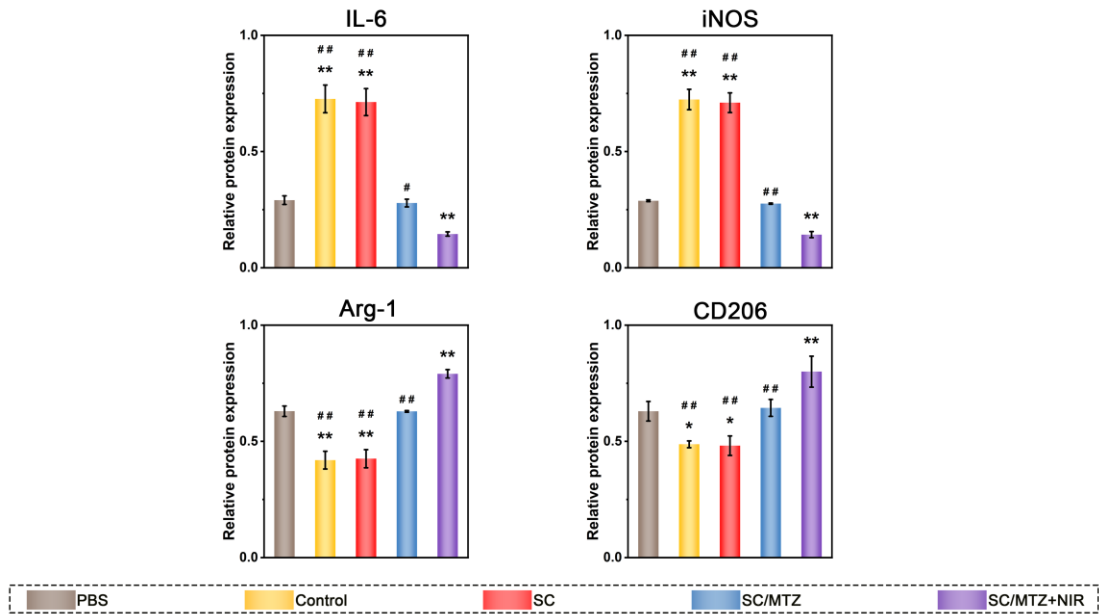 IL-6
Relative protein expression
1.0
0.5
0.0
## ##
** **
#
**
iNOS
Relative protein expression
1.0
0.5
0.0
## ##
** **
##
**
Arg-1
Relative protein expression
1.0
0.5
0.0
**
## ## ##
** **
CD206
Relative protein expression
1.0
0.5
0.0
**
## ## ##
* *
PBS Control SC SC/MTZ SC/MTZ+NIR